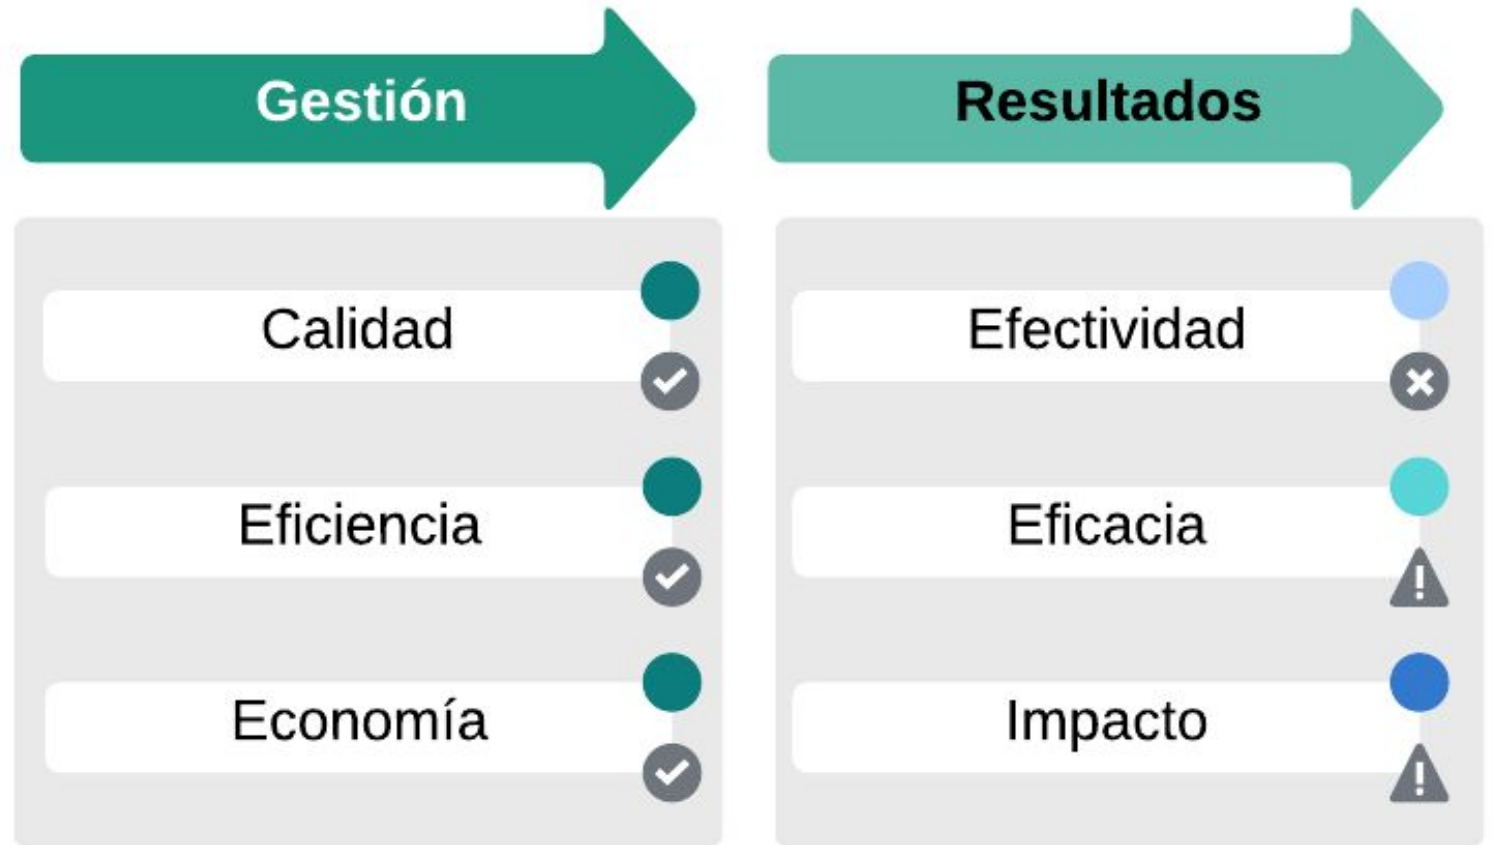 Gestión
Resultados
Calidad
Eficiencia
Economía
Efectividad
Eficacia
Impacto